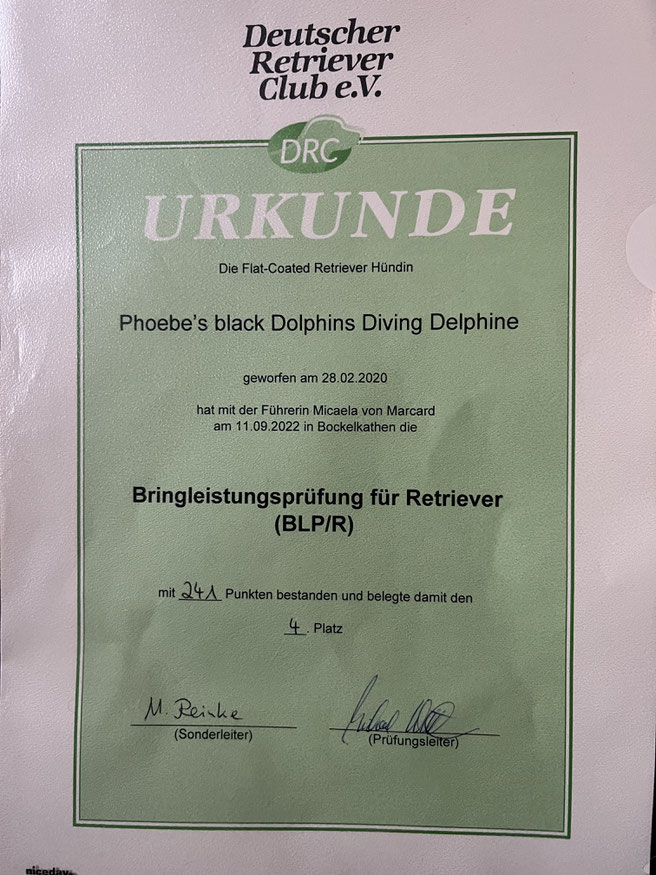 Deutscher
Retriever
Club e.V.
DRC
URKUNDE
Die Flat-Coated Retriever Hündin
Phoebe's black Dolphins Diving Delphine
geworfen am 28.02.2020
hat mit der Führerin Micaela von Marcard
am 11.09.2022 in Bockelkathen die
Bringleistungsprüfung für Retriever
(BLP/R)
mit 241 Punkten bestanden und belegte damit den
4. Platz
M. Reinke
(Sonderleiter) (Prüfungsleiter)
niceday